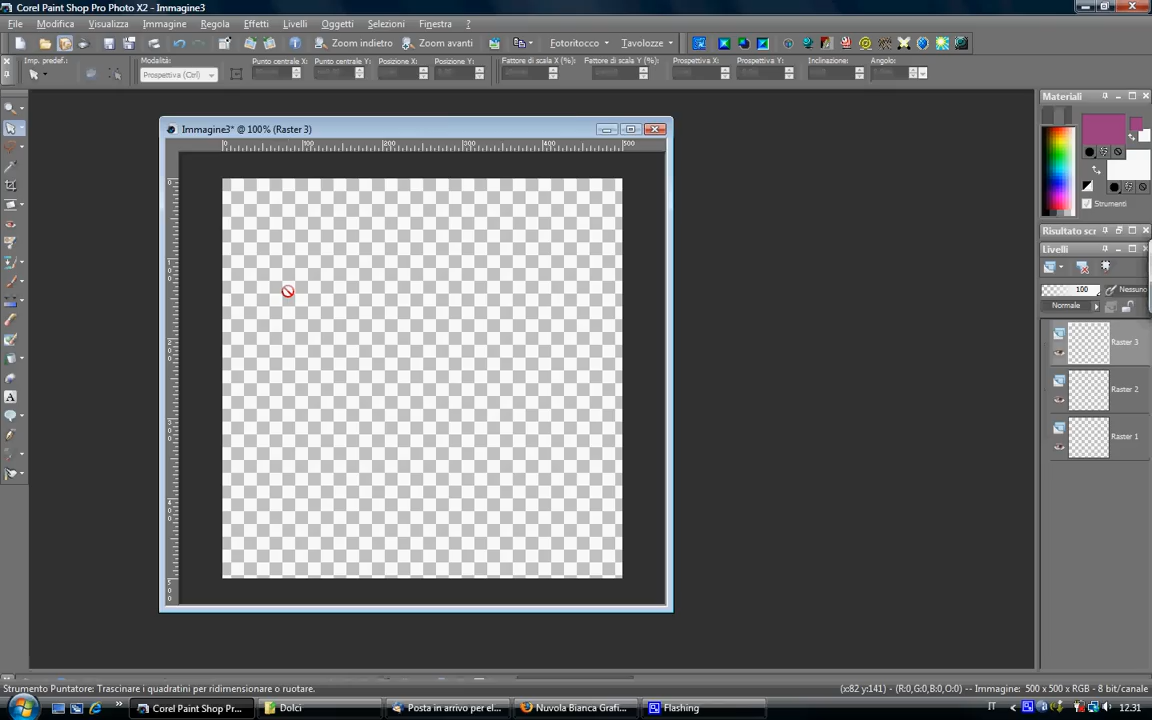 Corel Paint Shop Pro Photo X2 - Immagine3
File Modifica Visualizza Immagine Regola Effetti Livelli Oggetti Selezioni Finestra ?
Zoom indietro Zoom avanti Fotoritocco Tavolozze
Imp. predef.: Modalità: Punto centrale X: Punto centrale Y: Posizione X: Posizione Y: Fattore di scala X (%): Fattore di scala Y (%): Prospettiva X: Prospettiva Y: Inclinazione: Angolo:
Prospettiva (Ctrl)
Materiali
Immagine3* @ 100% (Raster 3)
0 100 200 300 400 500
Strumenti
Risultato scr
Livelli
100 Nessuno
Normale
Raster 3
Raster 2
Raster 1
A
Strumento Puntatore: Trascinare i quadratini per ridimensionare o ruotare.
(x:82 y:141) - (R:0,G:0,B:0,O:0) -- Immagine: 500 x 500 x RGB - 8 bit/canale
Corel Paint Shop Pr... Dolci Posta in arrivo per el... Nuvola Bianca Grafi... Flashing IT 12.31